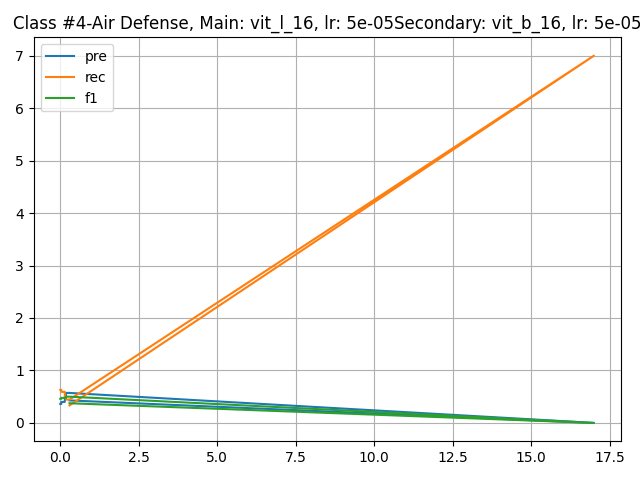 Class #4-Air Defense, Main: vit_l_16, lr: 5e-05Secondary: vit_b_16, lr: 5e-05
pre
rec
f1
7
6
5
4
3
2
1
0
0.0 2.5 5.0 7.5 10.0 12.5 15.0 17.5